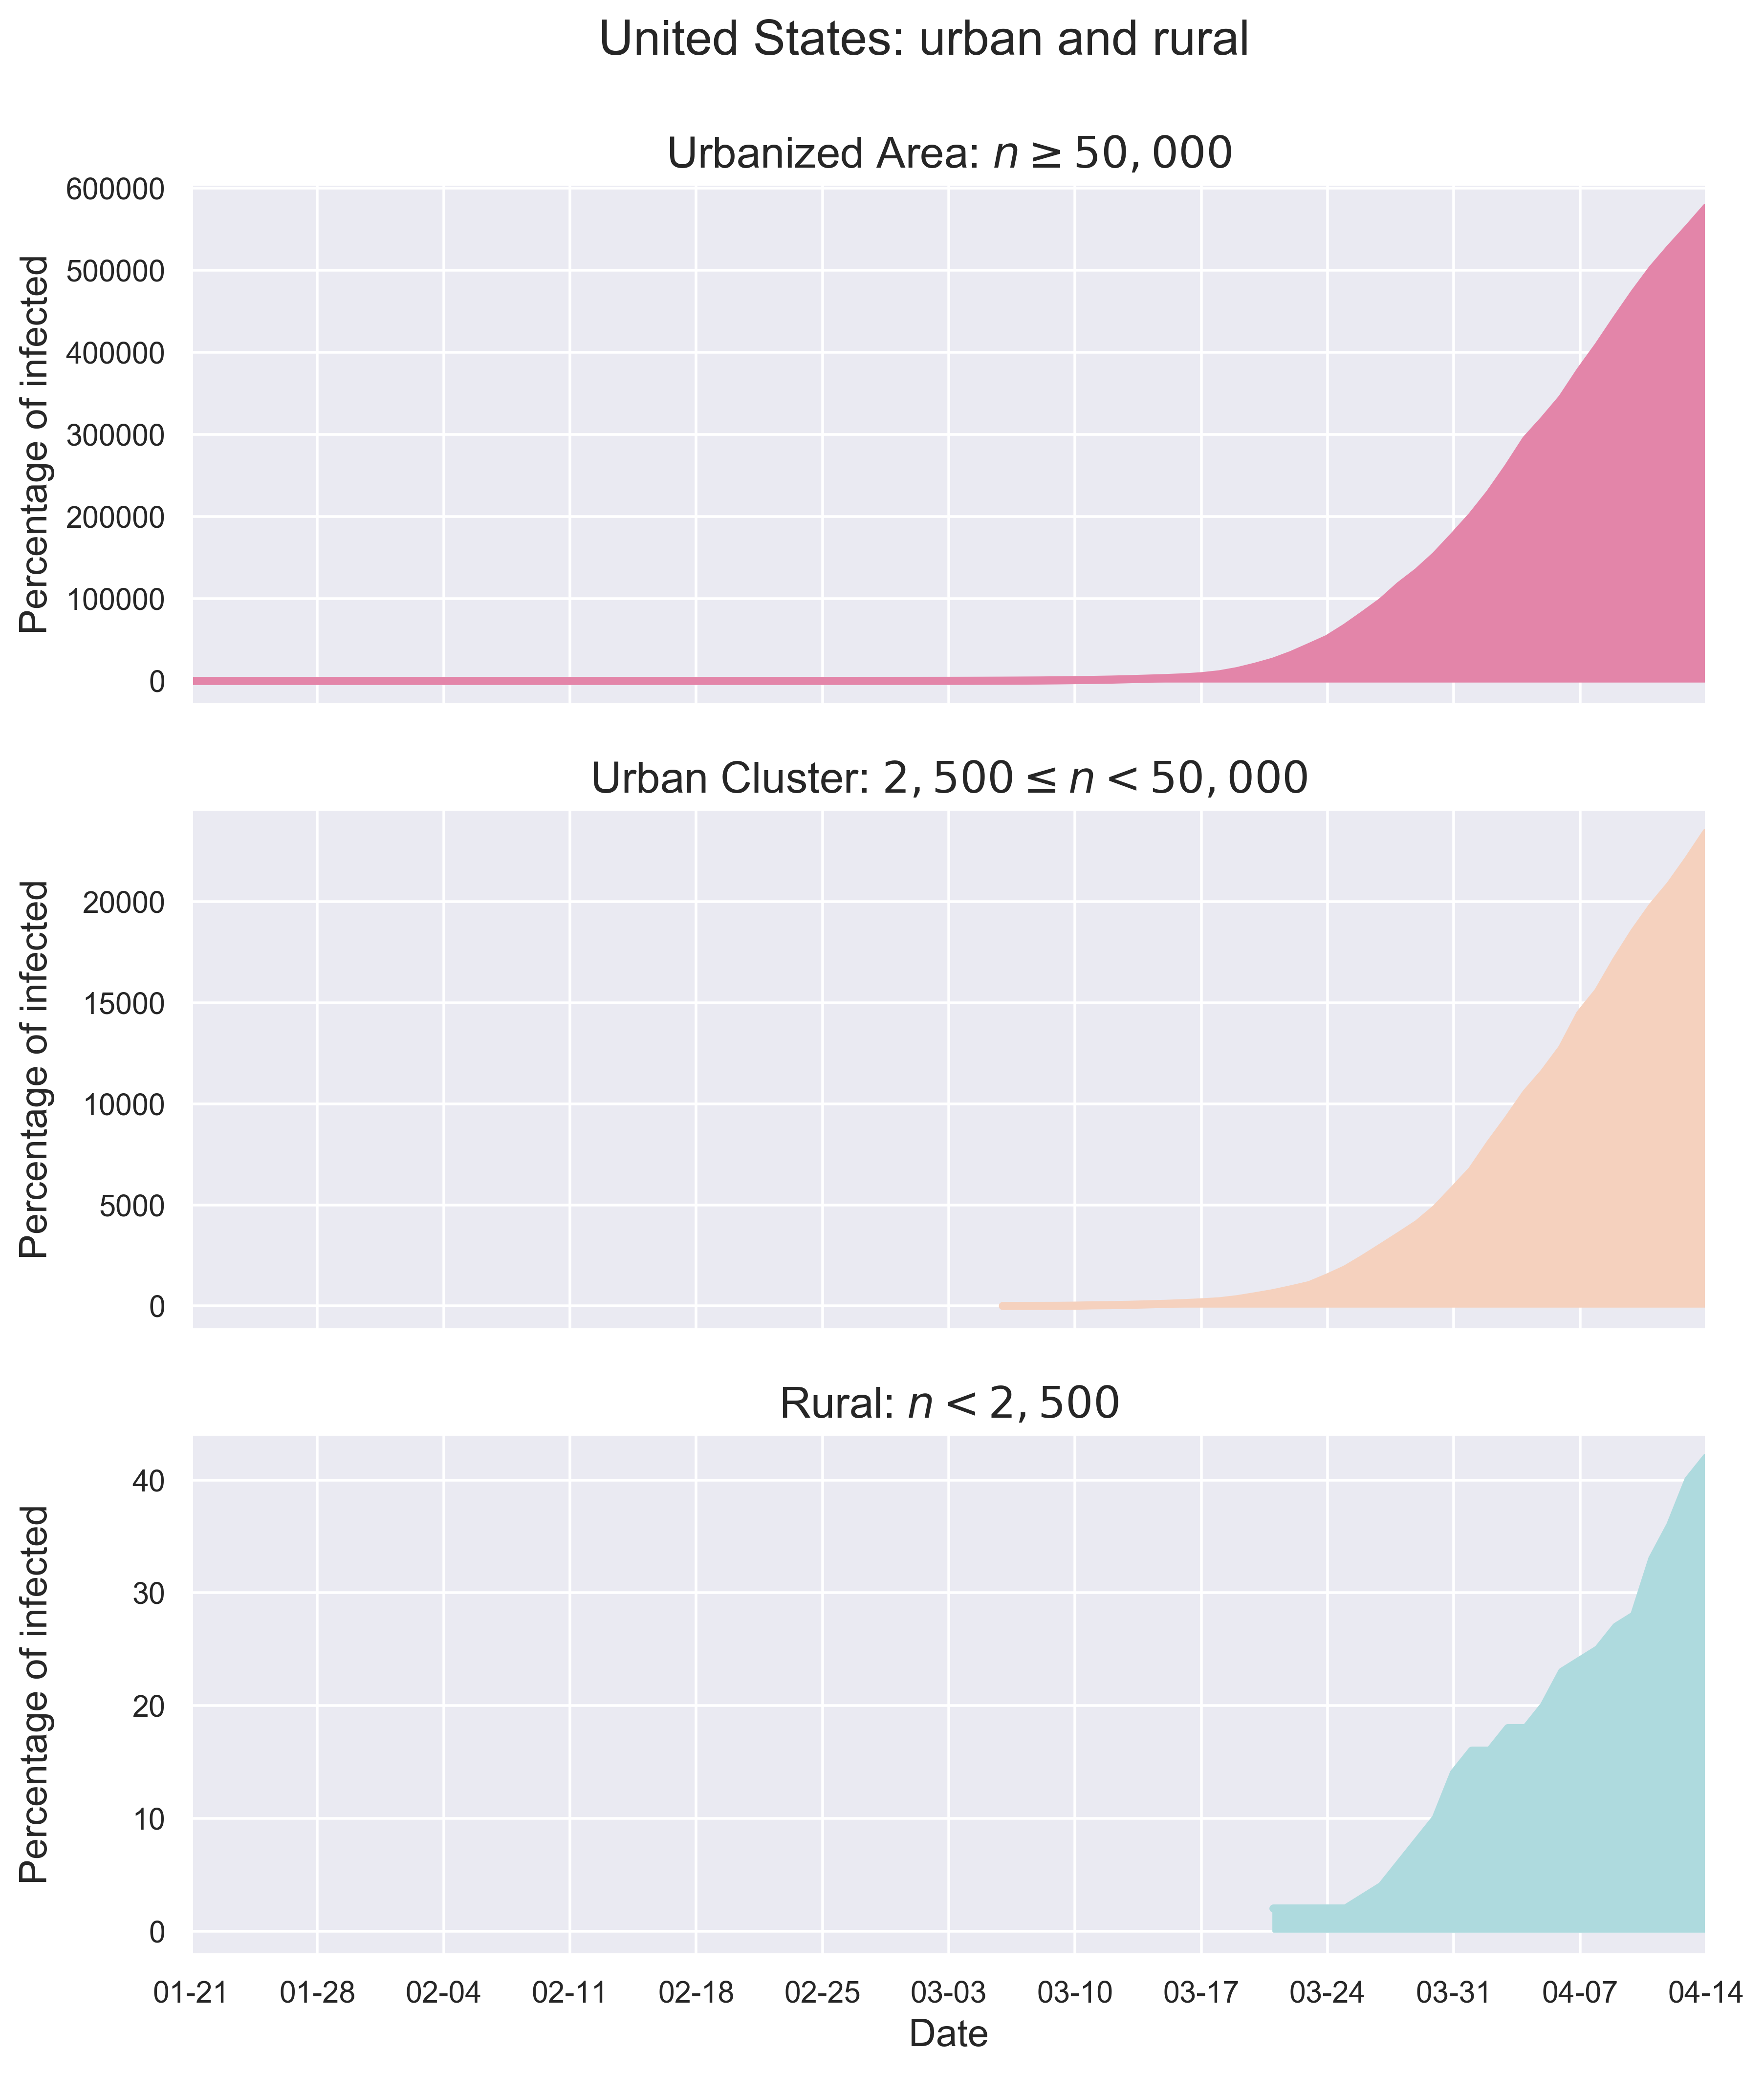 United States: urban and rural
Urbanized Area: n ≥ 50,000
Percentage of infected
600000
500000
400000
300000
200000
100000
0
Urban Cluster: 2,500 ≤ n < 50,000
Percentage of infected
20000
15000
10000
5000
0
Rural: n < 2,500
Percentage of infected
40
30
20
10
0
01-21 01-28 02-04 02-11 02-18 02-25 03-03 03-10 03-17 03-24 03-31 04-07 04-14
Date